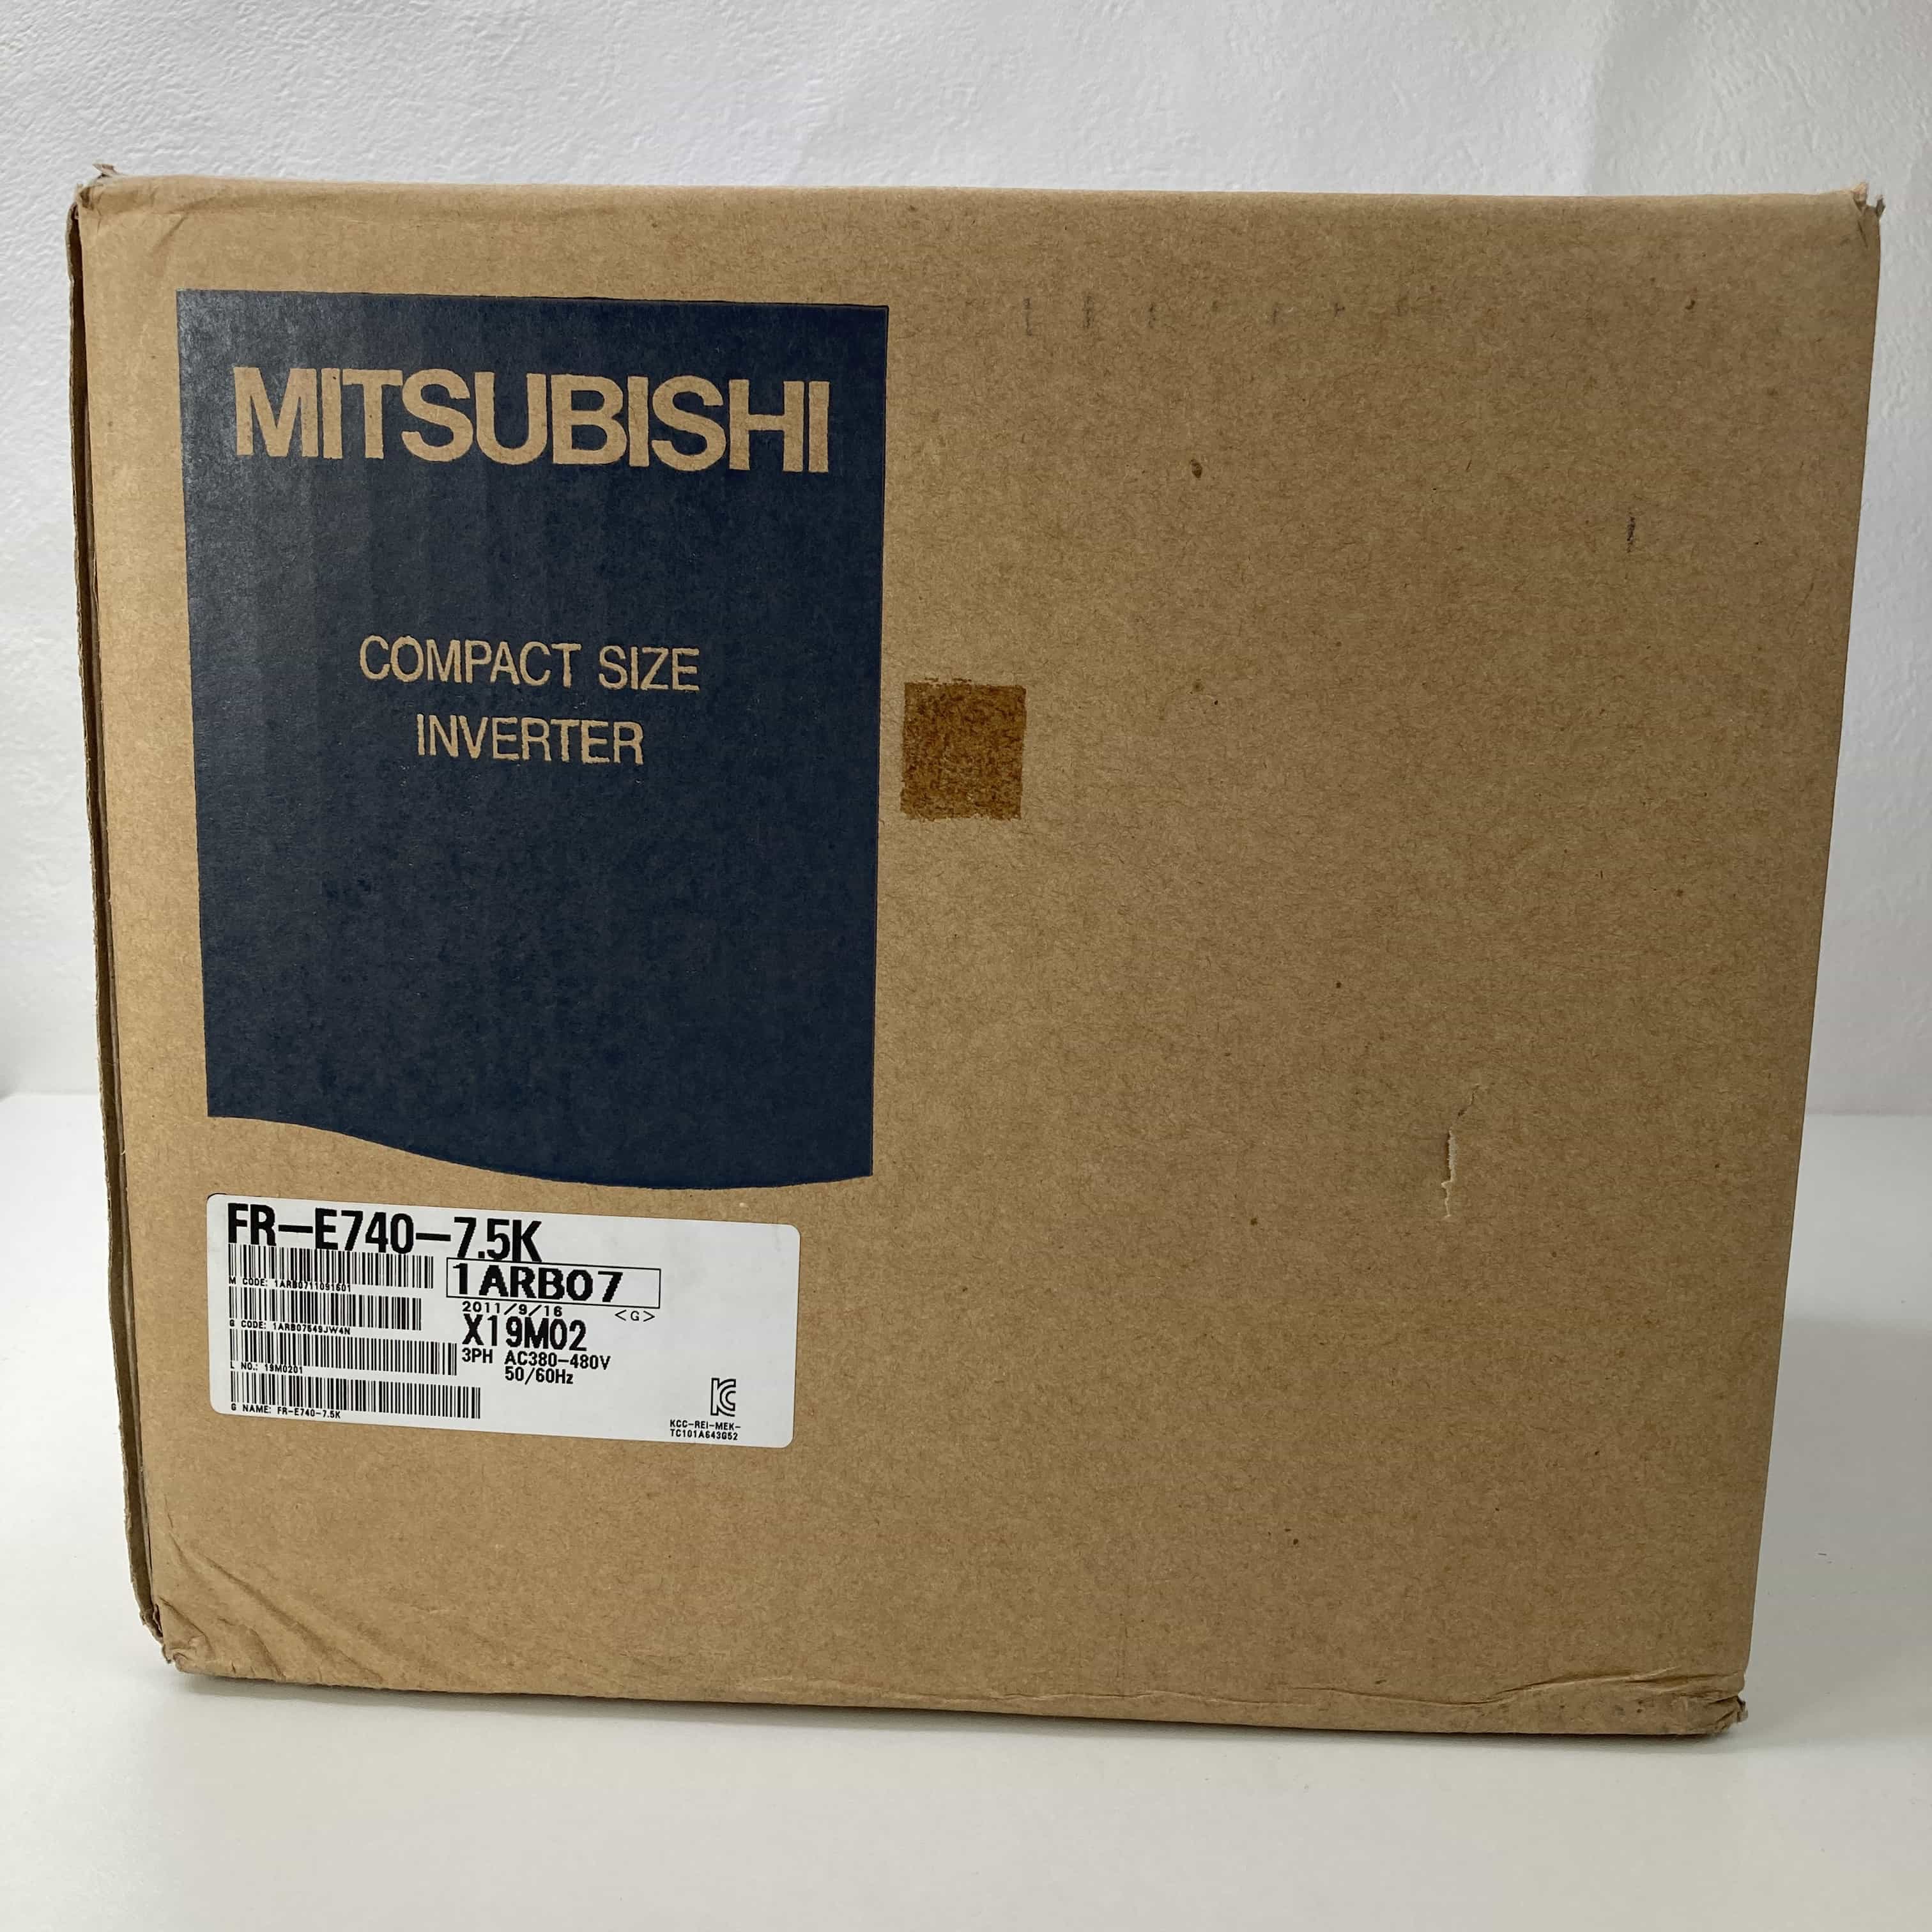 MITSUBISHI
COMPACT SIZE
INVERTER
FR-E740-7.5K
1ARB07
M CODE: 1ARB0711091601
2011/9/16 <G>
X19M02
G CODE: 1ARB07549JW4N
3PH AC380-480V
50/60Hz
L NO.: 19M0201
G NAME: FR-E740-7.5K
KCC-REI-MEK-
TC101A643G52